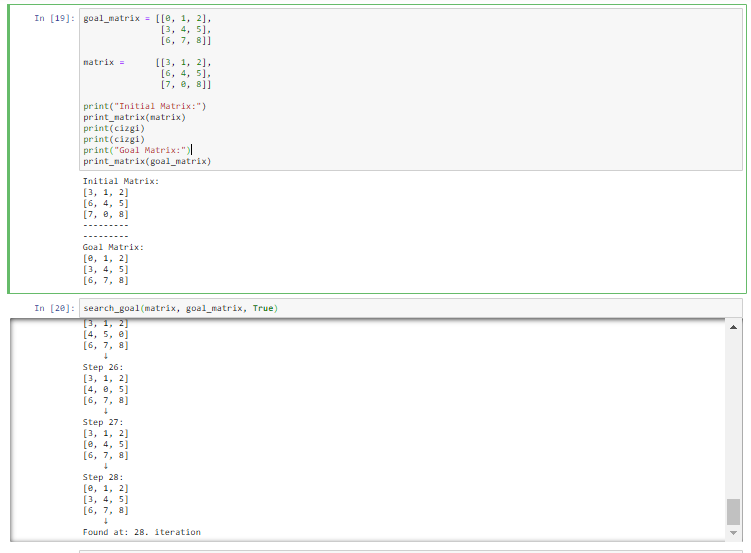 In [19]: goal_matrix = [[0, 1, 2],
[3, 4, 5],
[6, 7, 8]]
matrix = [[3, 1, 2],
[6, 4, 5],
[7, 0, 8]]
print("Initial Matrix:")
print_matrix(matrix)
print(cizgi)
print(cizgi)
print("Goal Matrix:")
print_matrix(goal_matrix)
Initial Matrix:
[3, 1, 2]
[6, 4, 5]
[7, 0, 8]
---------
---------
Goal Matrix:
[0, 1, 2]
[3, 4, 5]
[6, 7, 8]
In [20]: search_goal(matrix, goal_matrix, True)
[3, 1, 2]
[4, 5, 0]
[6, 7, 8]
↓
Step 26:
[3, 1, 2]
[4, 0, 5]
[6, 7, 8]
↓
Step 27:
[3, 1, 2]
[0, 4, 5]
[6, 7, 8]
↓
Step 28:
[0, 1, 2]
[3, 4, 5]
[6, 7, 8]
↓
Found at: 28. iteration